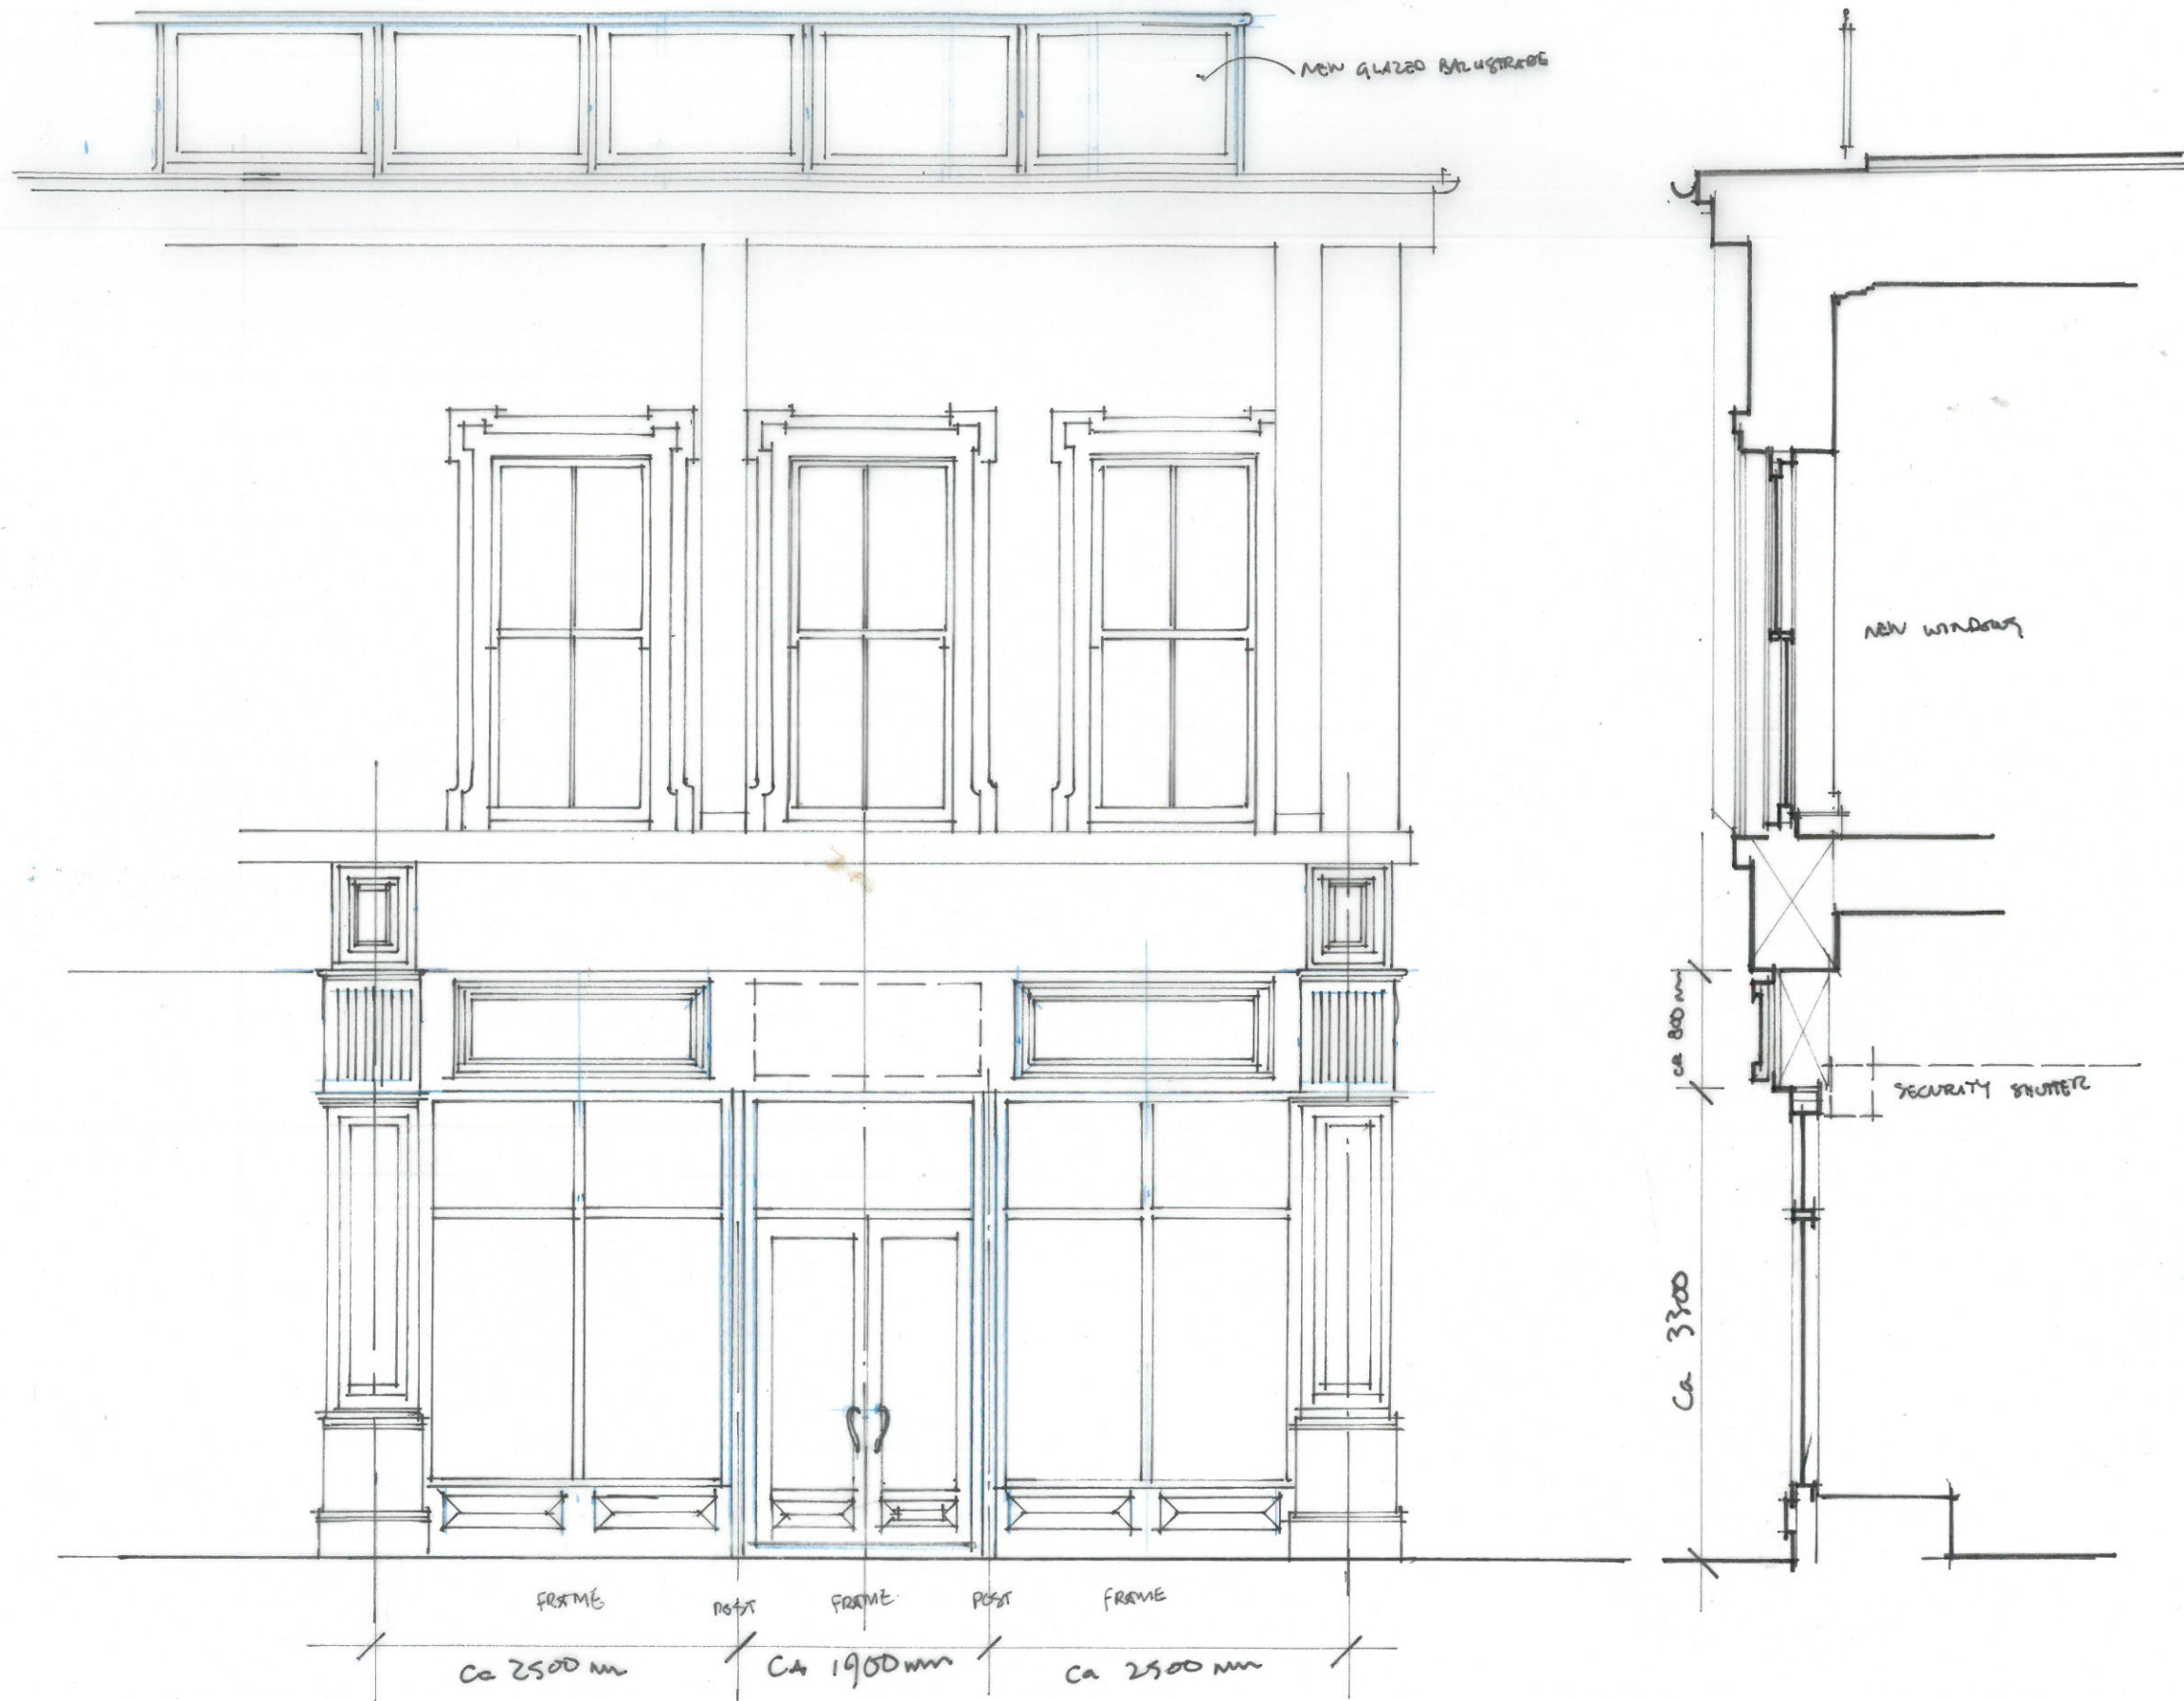 NEW GLAZED BALUSTRADE
NEW WINDOWS
ca 800 mm
SECURITY SHUTTER
Ca 3300
FRAME
POST
FRAME
POST
FRAME
Ca 2500 mm
Ca 1900 mm
Ca 2500 mm